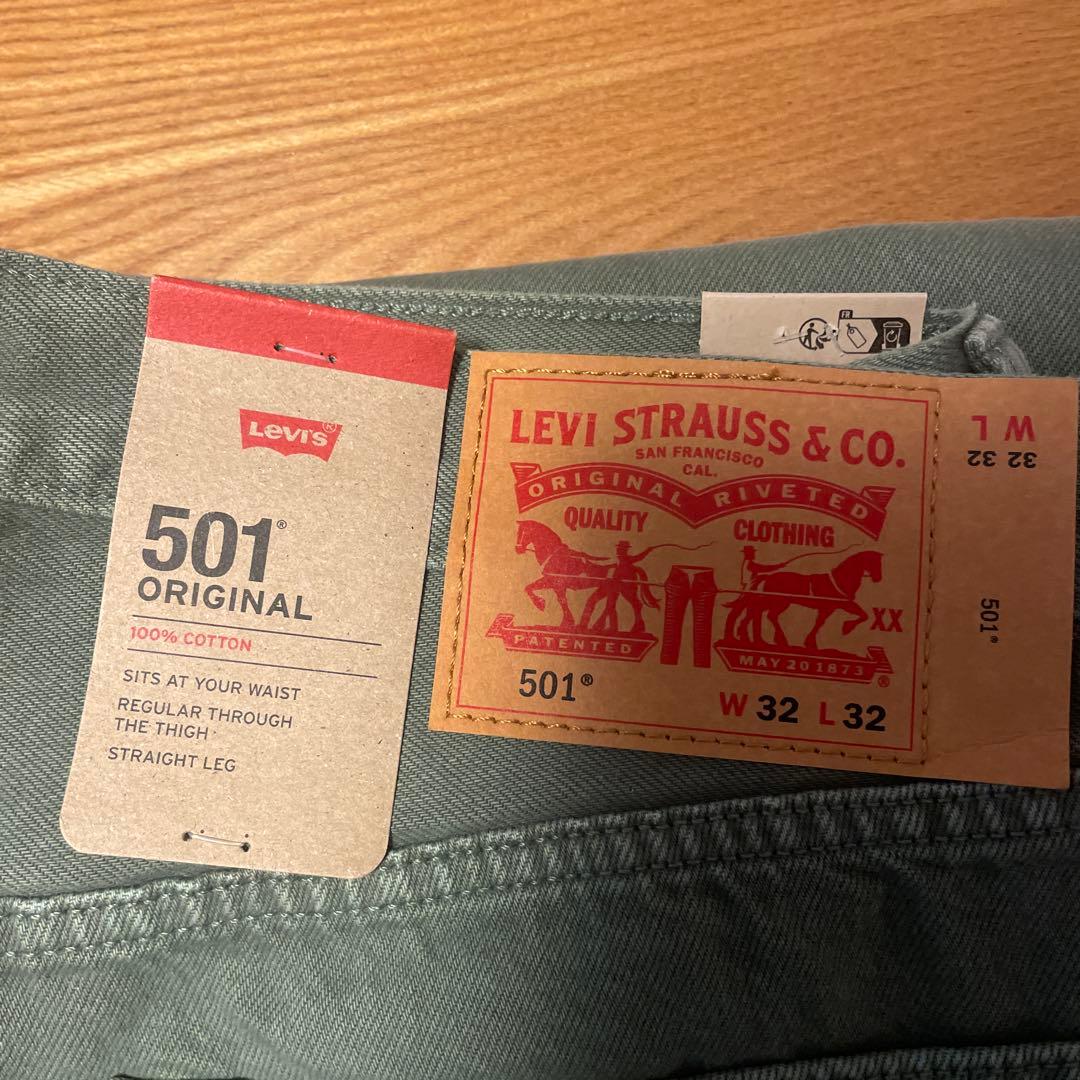 Levi's®
501®
ORIGINAL
100% COTTON
SITS AT YOUR WAIST
REGULAR THROUGH
THE THIGH
STRAIGHT LEG
FR
LEVI STRAUSS & CO.
SAN FRANCISCO
CAL.
ORIGINAL RIVETED
QUALITY CLOTHING
XX
PATENTED MAY 20 1873 ®
501® W 32 L 32
W L
32 32
501®